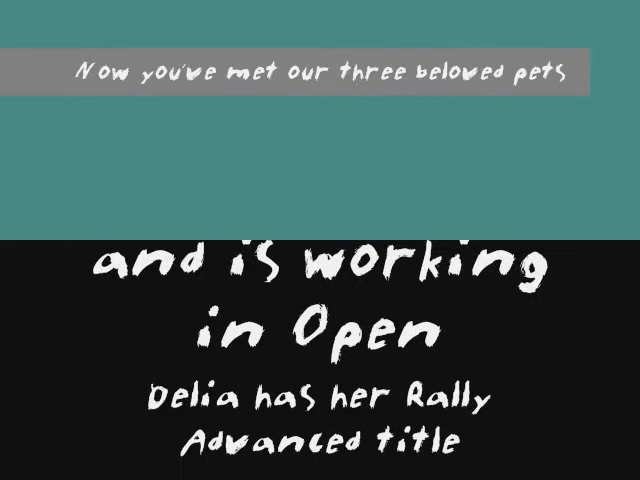 Now you've met our three beloved pets
and is working
in Open
Delia has her Rally
Advanced title